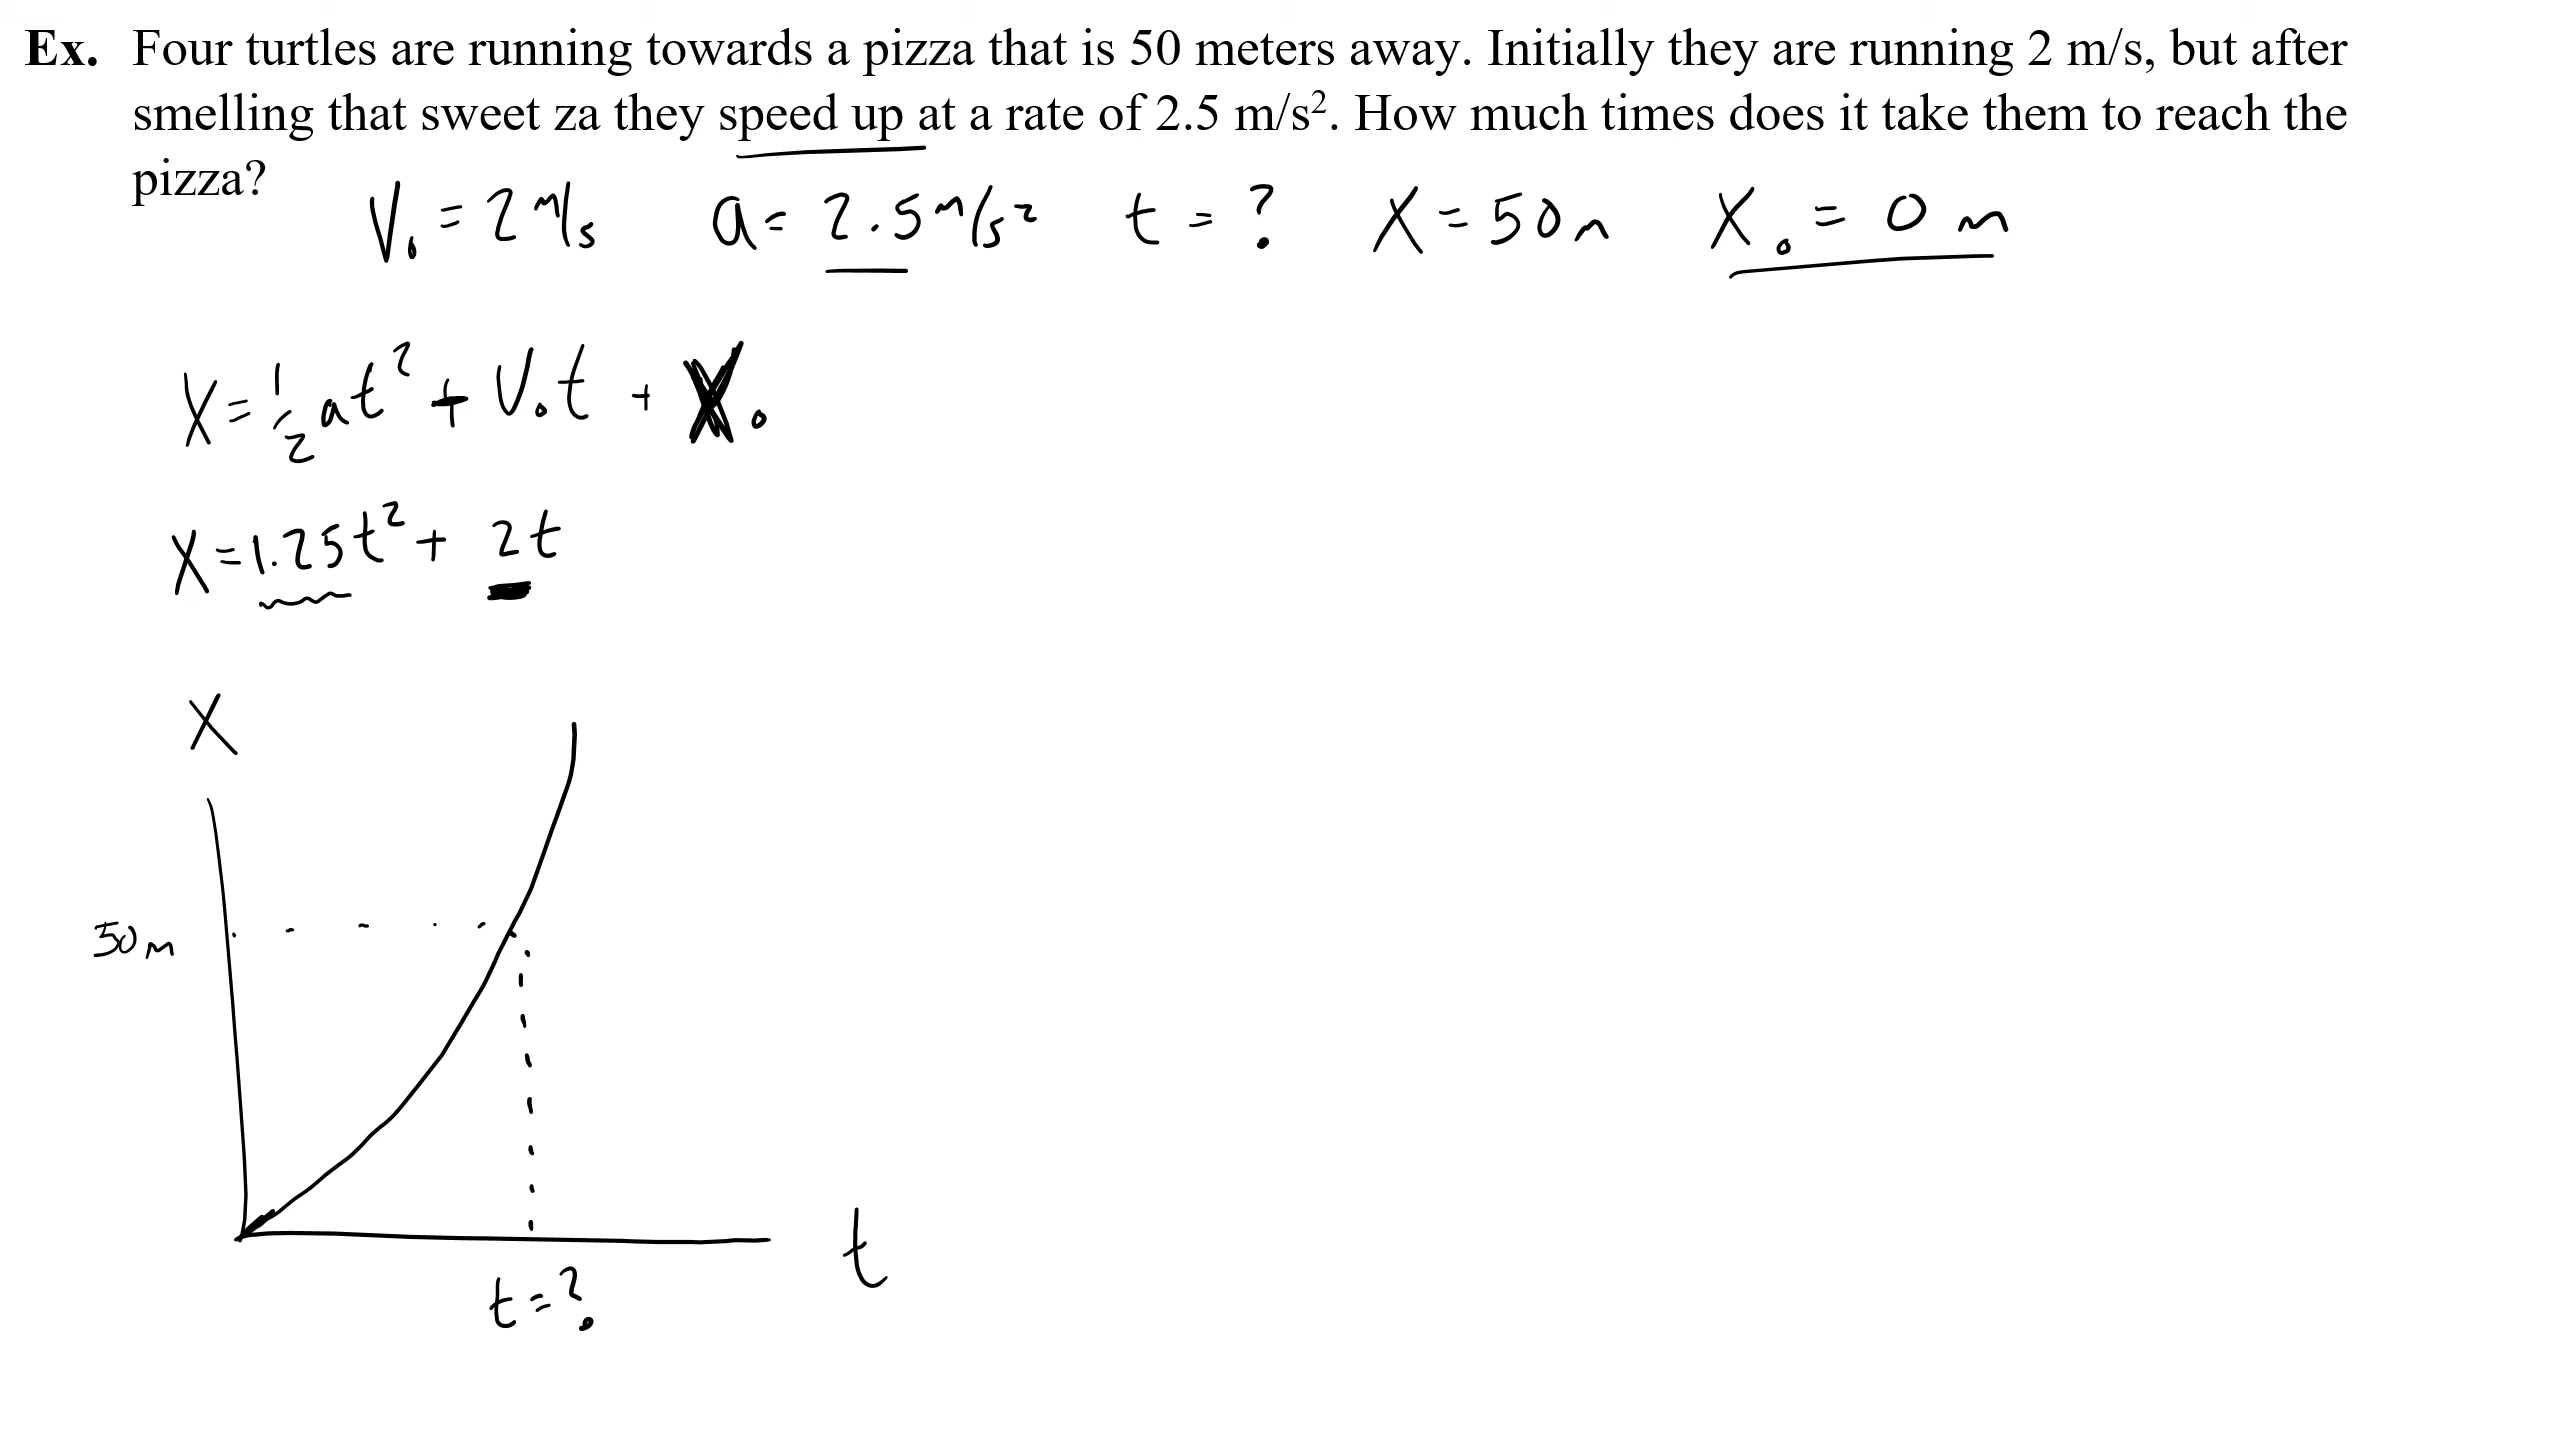 Ex. Four turtles are running towards a pizza that is 50 meters away. Initially they are running 2 m/s, but after
smelling that sweet za they speed up at a rate of 2.5 m/s². How much times does it take them to reach the
pizza?
V₀ = 2 m/s a = 2.5 m/s² t = ? X = 50 m X₀ = 0 m
X = ½at² + V₀t + X₀
X = 1.25t² + 2t
X
50 m
t
t = ?